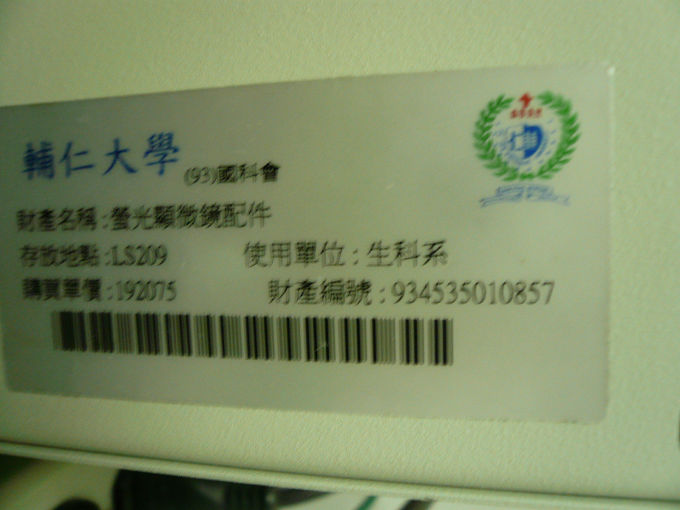 輔仁大學 (93)國科會
財產名稱:螢光顯微鏡配件
存放地點:LS209 使用單位:生科系
購買單價:192075 財產編號:934535010857